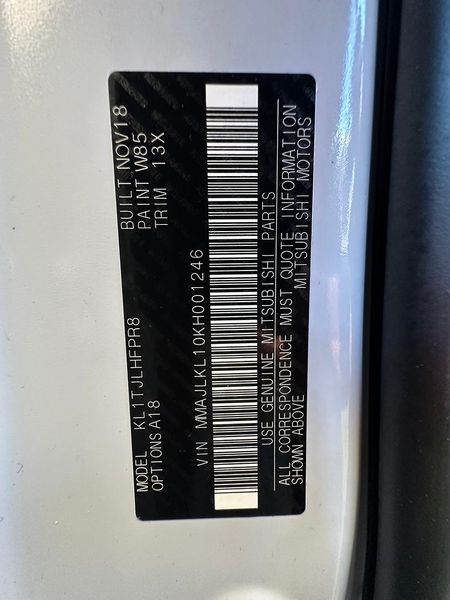 MODEL KL1TJLHFPR8 BUILT NOV18
OPTIONS A18 PAINT W85
TRIM 13X
VIN MMAJLKL10KH001246
USE GENUINE MITSUBISHI PARTS
ALL CORRESPONDENCE MUST QUOTE INFORMATION
SHOWN ABOVE MITSUBISHI MOTORS